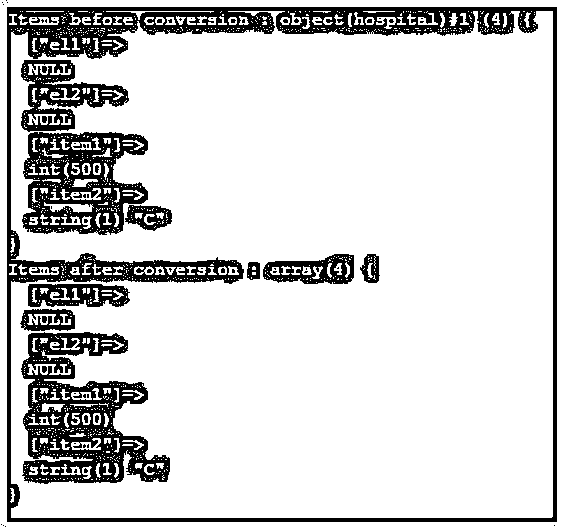 Items before conversion : object(hospital)#1 (4) {
["el1"]=>
NULL
["el2"]=>
NULL
["item1"]=>
int(500)
["item2"]=>
string(1) "C"
}
Items after conversion : array(4) {
["el1"]=>
NULL
["el2"]=>
NULL
["item1"]=>
int(500)
["item2"]=>
string(1) "C"
}